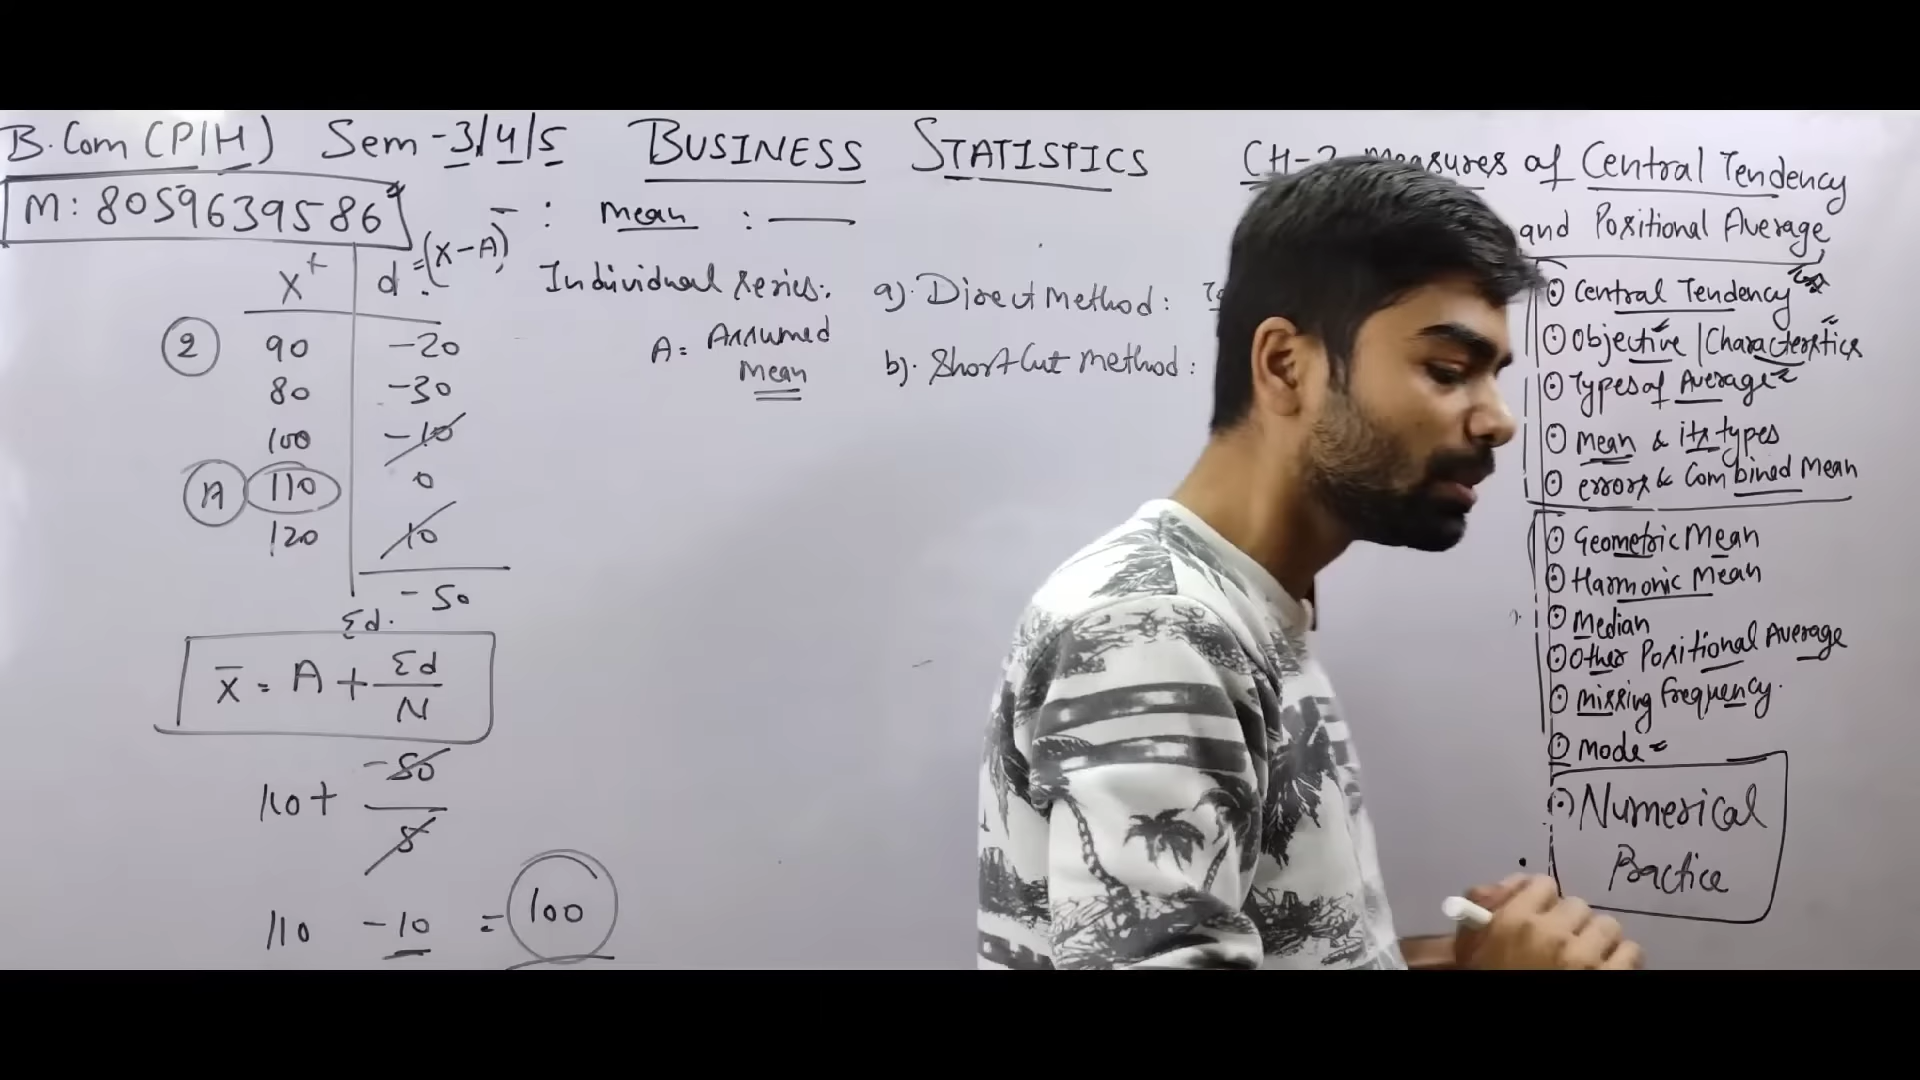 B.Com (P/H) Sem-3/4/5 BUSINESS STATISTICS CH-2 Measures of Central Tendency
and Positional Average
M: 8059639586
: Mean :
X d = (X-A)
2 90 -20
80 -30
100 -10
A 110 0
120 10
Σd. -50
x̄ = A + Σd/N
110 + -50/5
110 -10 = 100
Individual series:
A = Assumed
Mean
a). Direct Method:
b). Shortcut Method:
Central Tendency
Objective/Characteristics
Types of Average
Mean & its types
errors & Combined Mean
Geometric Mean
Harmonic Mean
Median
Other Positional Average
missing frequency.
Mode
Numerical
Practice